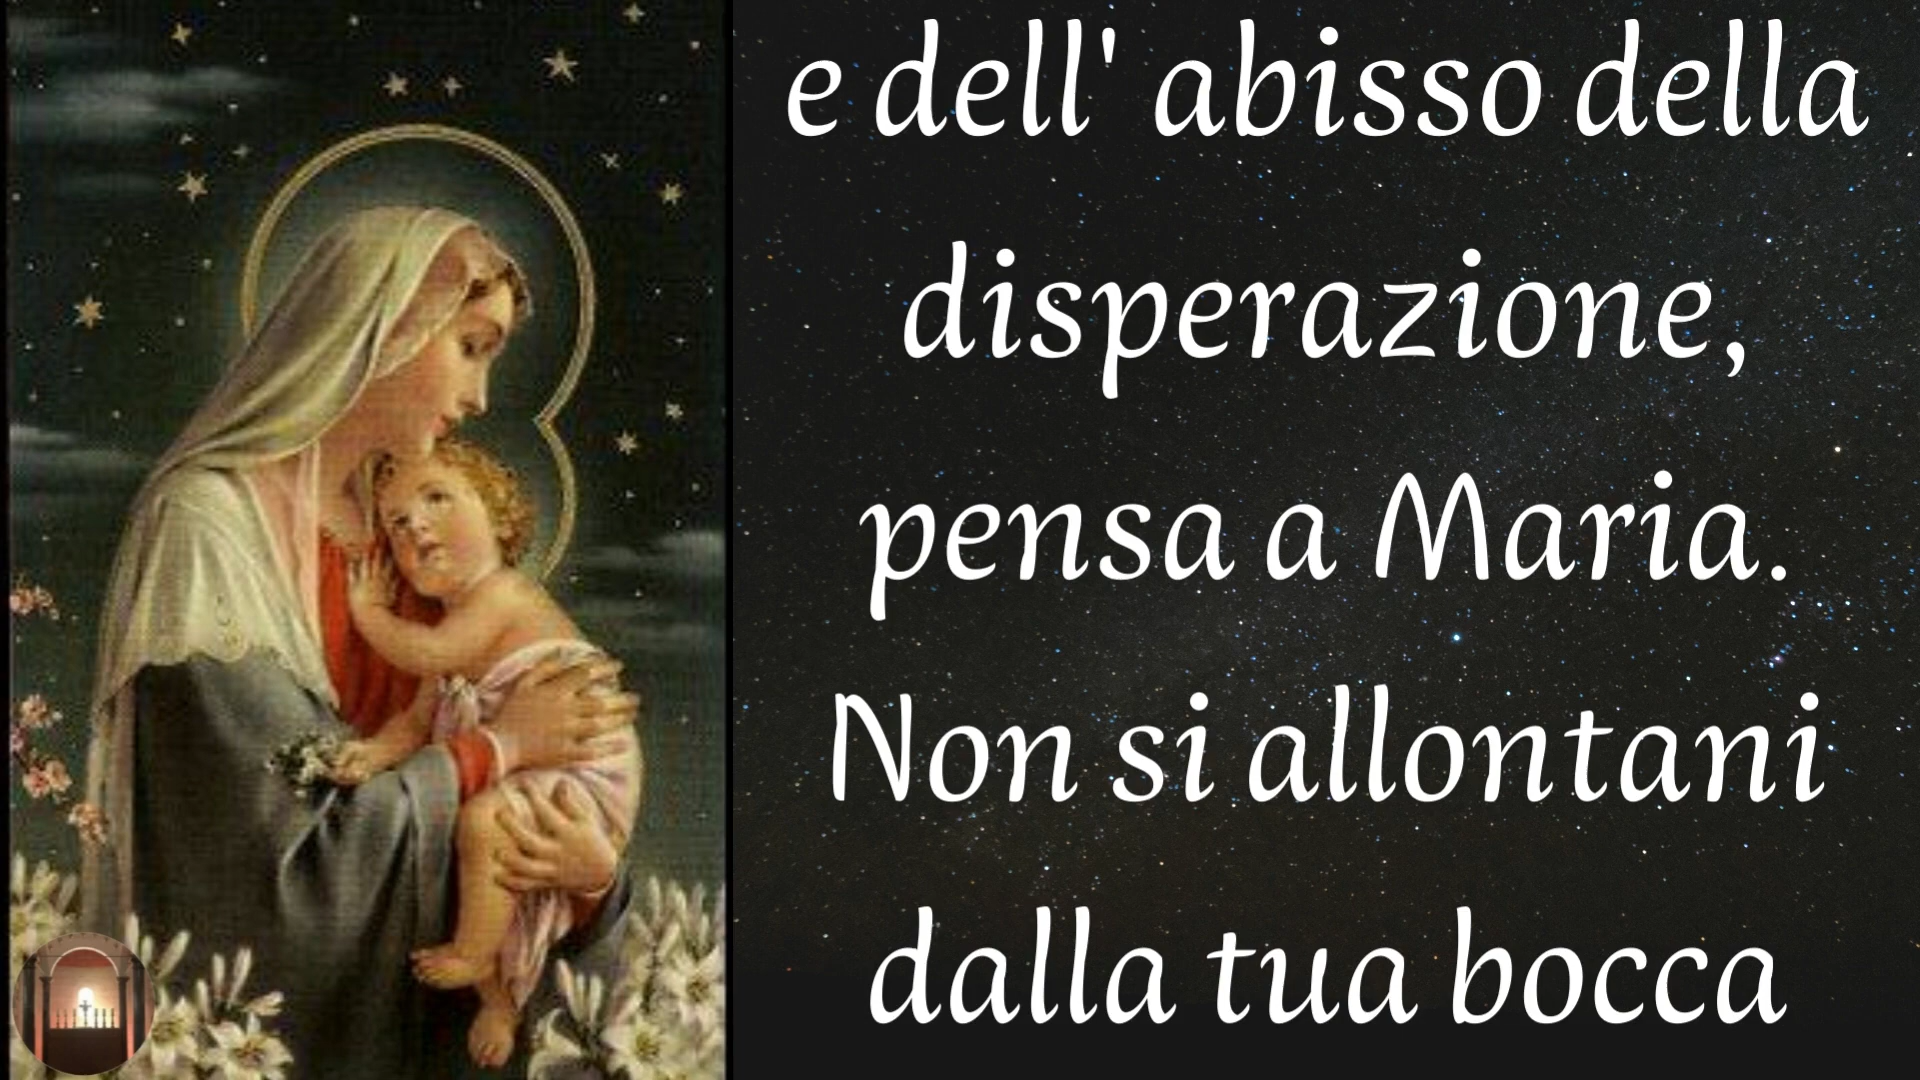 e dell' abisso della
disperazione,
pensa a Maria.
Non si allontani
dalla tua bocca